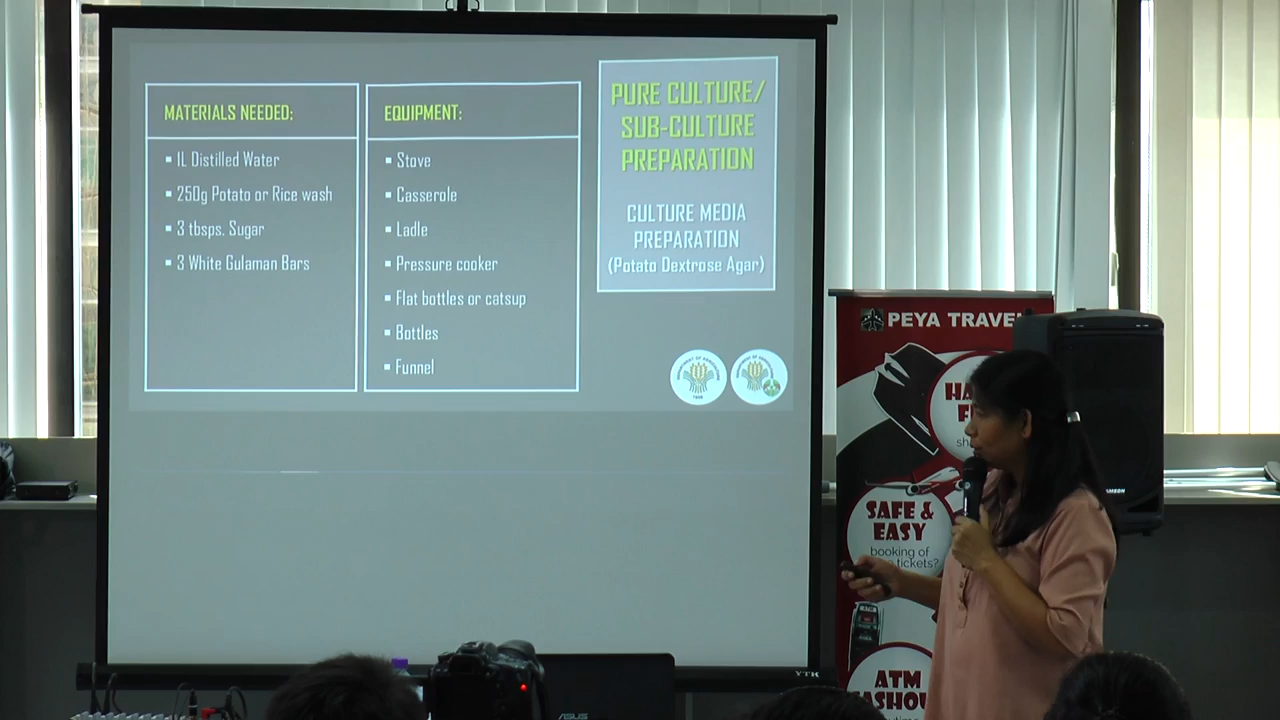 MATERIALS NEEDED:
▪ 1L Distilled Water
▪ 250g Potato or Rice wash
▪ 3 tbsps. Sugar
▪ 3 White Gulaman Bars
EQUIPMENT:
▪ Stove
▪ Casserole
▪ Ladle
▪ Pressure cooker
▪ Flat bottles or catsup
▪ Bottles
▪ Funnel
PURE CULTURE/
SUB-CULTURE
PREPARATION
CULTURE MEDIA
PREPARATION
(Potato Dextrose Agar)
PEYA TRAVEL
SAFE &
EASY
booking of
tickets?
ATM
YTK
ASUS